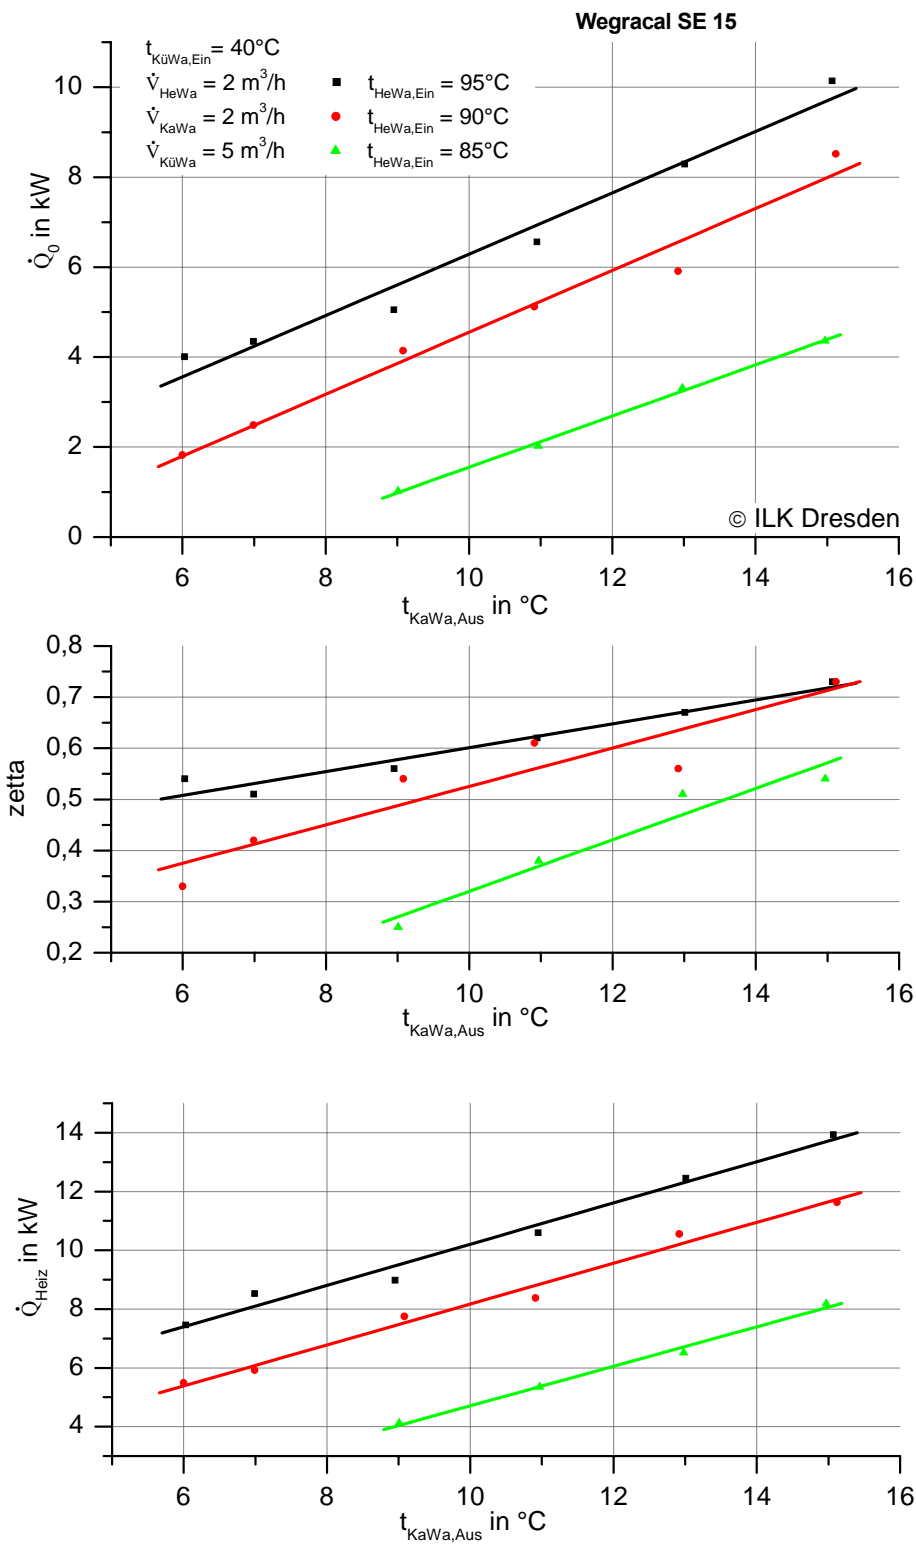 Wegracal SE 15
t_KüWa,Ein = 40°C
V̇_HeWa = 2 m³/h
V̇_KaWa = 2 m³/h
V̇_KüWa = 5 m³/h
t_HeWa,Ein = 95°C
t_HeWa,Ein = 90°C
t_HeWa,Ein = 85°C
Q̇_0 in kW
10
8
6
4
2
0
© ILK Dresden
6 8 10 12 14 16
t_KaWa,Aus in °C
zetta
0,8
0,7
0,6
0,5
0,4
0,3
0,2
6 8 10 12 14 16
t_KaWa,Aus in °C
Q̇_Heiz in kW
14
12
10
8
6
4
6 8 10 12 14 16
t_KaWa,Aus in °C